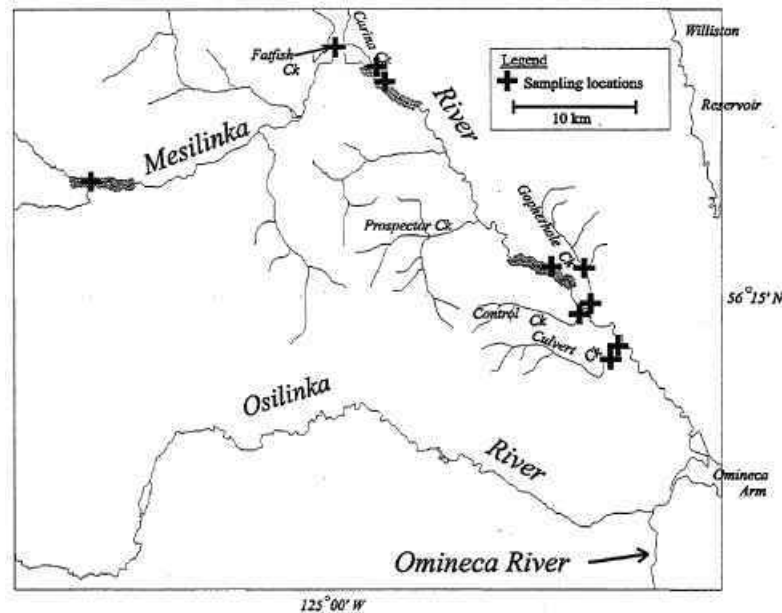 Williston
Reservoir
Legend
Sampling locations
10 km
Fatfish
Ck
Carina Ck
River
Mesilinka
Gopherhole Ck
Prospector Ck
56°15' N
Control
Ck
Culvert Ck
Osilinka
River
Omineca
Arm
Omineca River
125°00' W